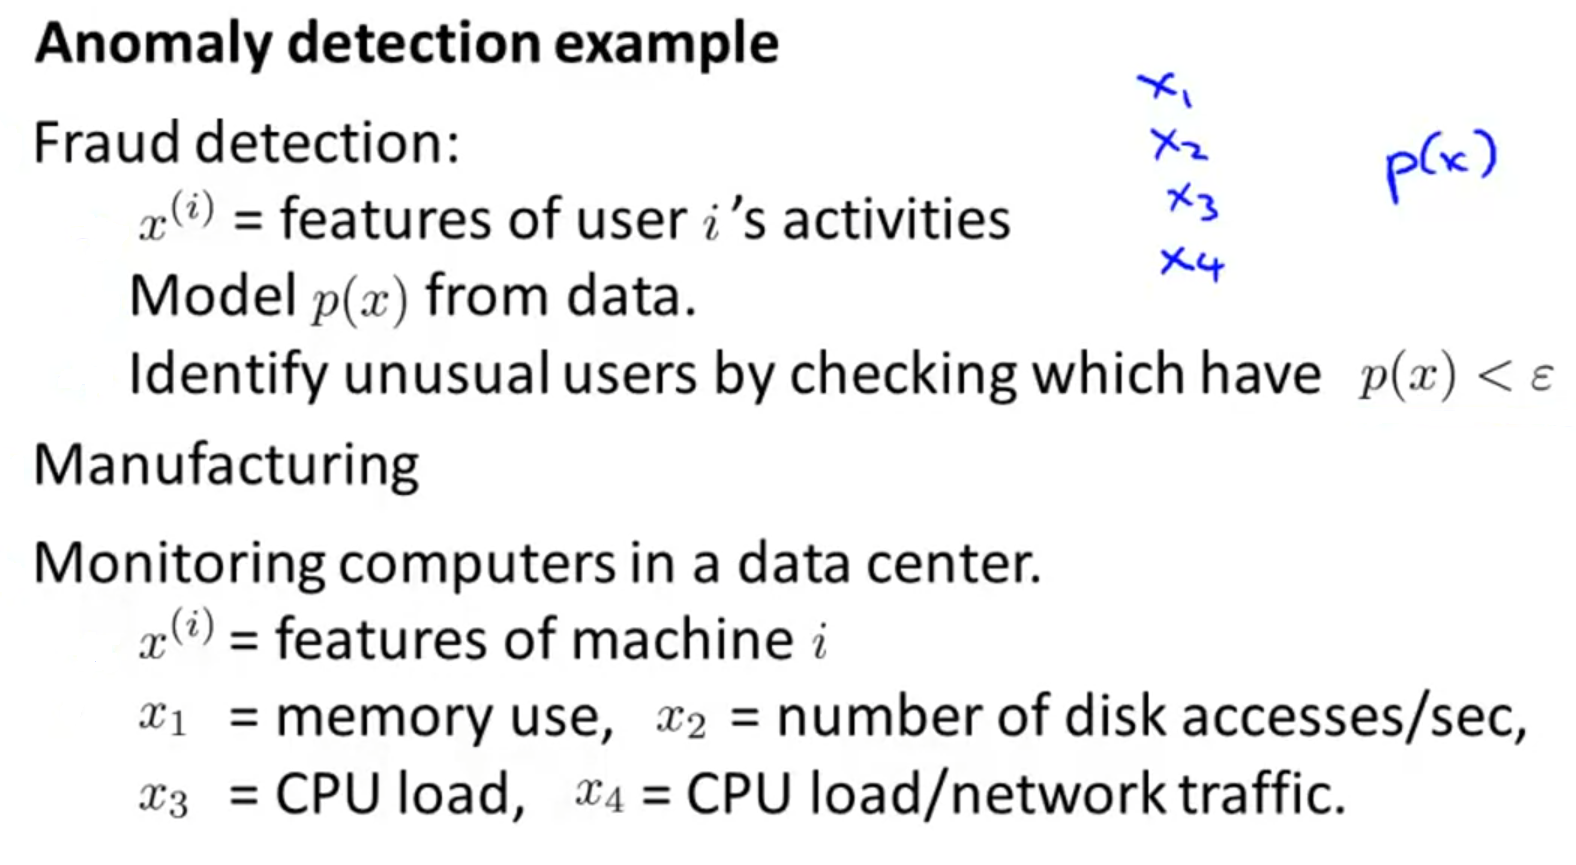 Anomaly detection example
Fraud detection:
x^(i) = features of user i's activities
Model p(x) from data.
Identify unusual users by checking which have p(x) < ε
x₁
x₂
x₃
x₄
p(x)
Manufacturing
Monitoring computers in a data center.
x^(i) = features of machine i
x₁ = memory use, x₂ = number of disk accesses/sec,
x₃ = CPU load, x₄ = CPU load/network traffic.